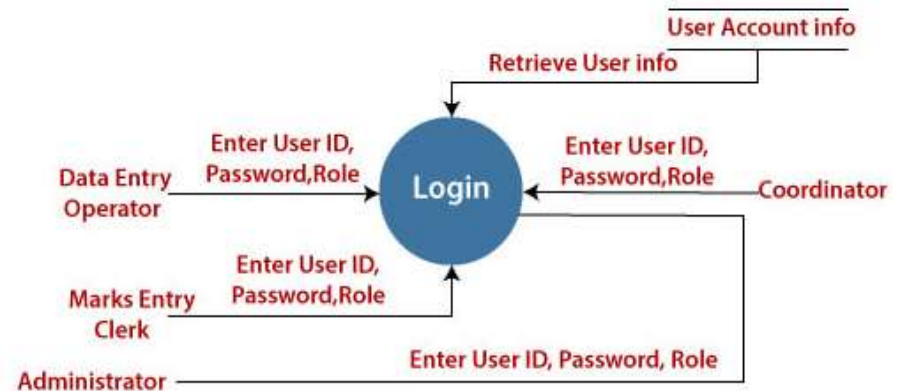 User Account info
Retrieve User info
Enter User ID,
Password,Role
Data Entry
Operator
Login
Enter User ID,
Password,Role
Coordinator
Enter User ID,
Password,Role
Marks Entry
Clerk
Enter User ID, Password, Role
Administrator